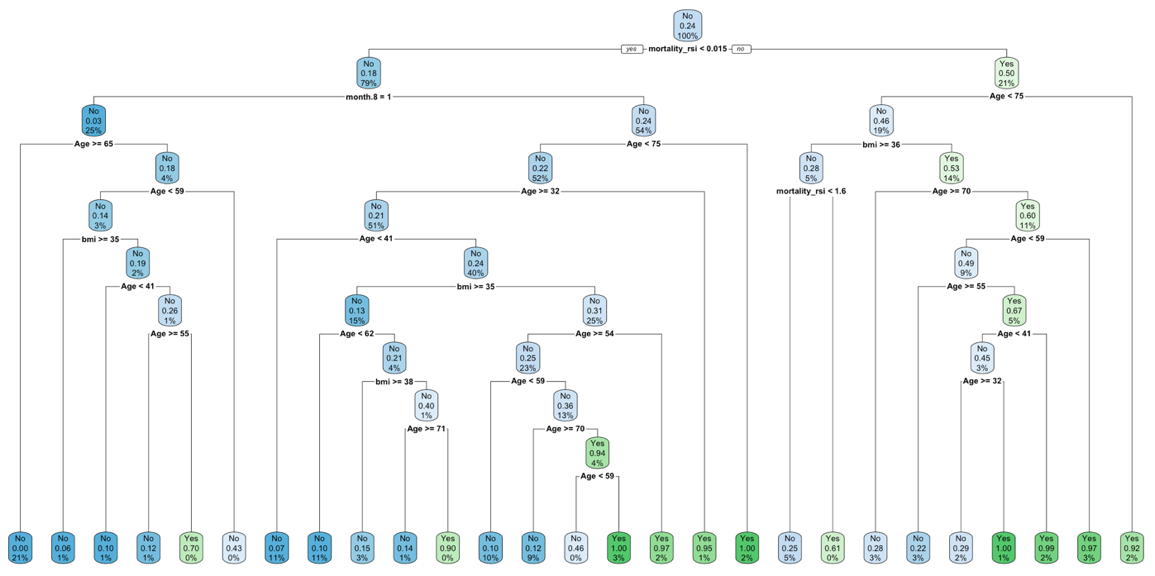 No
0.24
100%
yes mortality_rsi < 0.015 no
No
0.18
79%
Yes
0.50
21%
month.8 = 1
Age < 75
No
0.03
25%
No
0.24
54%
No
0.46
19%
Age >= 65
Age < 75
bmi >= 36
No
0.18
4%
No
0.22
52%
No
0.28
5%
Yes
0.53
14%
Age < 59
Age >= 32
mortality_rsi < 1.6
Age >= 70
No
0.14
3%
No
0.21
51%
Yes
0.60
11%
bmi >= 35
Age < 41
Age < 59
No
0.19
2%
No
0.24
40%
No
0.49
9%
Age < 41
bmi >= 35
Age >= 55
No
0.26
1%
No
0.13
15%
No
0.31
25%
Yes
0.67
5%
Age >= 55
Age < 62
Age >= 54
Age < 41
No
0.21
4%
No
0.25
23%
No
0.45
3%
bmi >= 38
Age < 59
Age >= 32
No
0.40
1%
No
0.36
13%
Age >= 71
Age >= 70
Yes
0.94
4%
Age < 59
No
0.00
21%
No
0.06
1%
No
0.10
1%
No
0.12
1%
Yes
0.70
0%
No
0.43
0%
No
0.07
11%
No
0.10
11%
No
0.15
3%
No
0.14
1%
Yes
0.90
0%
No
0.10
10%
No
0.12
9%
No
0.46
0%
Yes
1.00
3%
Yes
0.97
2%
Yes
0.95
1%
Yes
1.00
2%
No
0.25
5%
Yes
0.61
0%
No
0.28
3%
No
0.22
3%
No
0.29
2%
Yes
1.00
1%
Yes
0.99
2%
Yes
0.97
3%
Yes
0.92
2%